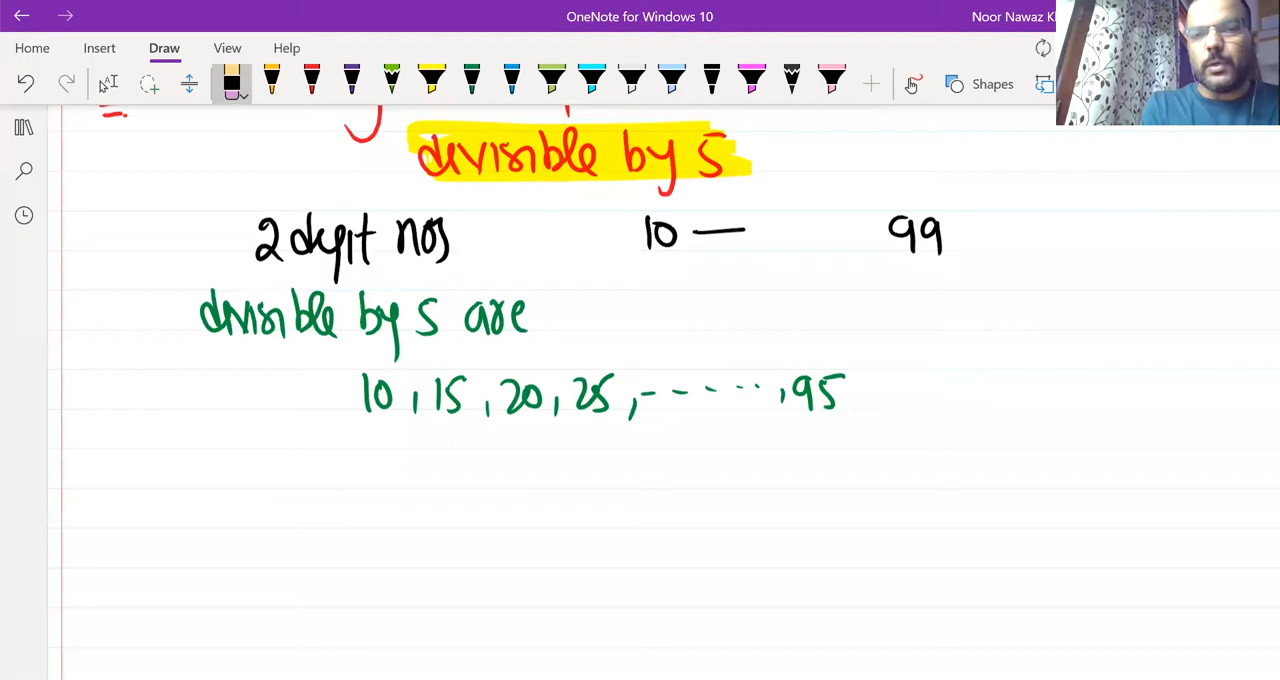 OneNote for Windows 10
Noor Nawaz Kh
Home Insert Draw View Help
Shapes
divisible by 5
2 digit nos 10 — 99
divisible by 5 are
10, 15, 20, 25, ------, 95